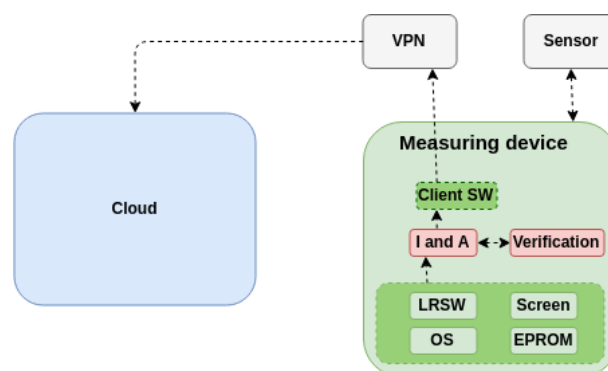 VPN
Sensor
Measuring device
Cloud
Client SW
I and A
Verification
LRSW
Screen
OS
EPROM